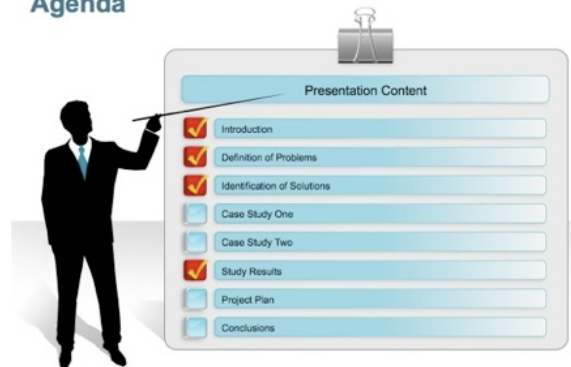 Agenda
Presentation Content
Introduction
Definition of Problems
Identification of Solutions
Case Study One
Case Study Two
Study Results
Project Plan
Conclusions